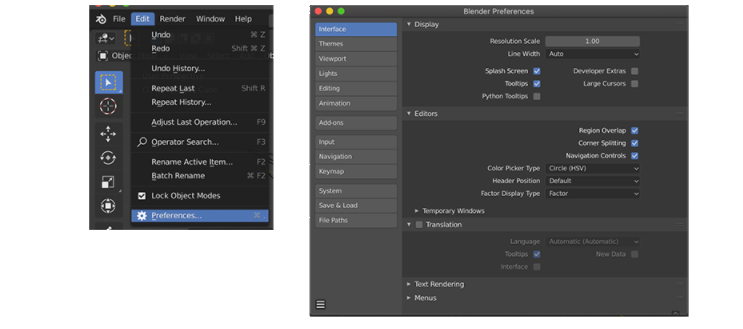 File Edit Render Window Help
Undo ⌘ Z
Redo Shift ⌘ Z
Undo History...
Repeat Last Shift R
Repeat History...
Adjust Last Operation... F9
Operator Search... F3
Rename Active Item... F2
Batch Rename ⌘ F2
Lock Object Modes
Preferences...
Blender Preferences
Interface
Themes
Viewport
Lights
Editing
Animation
Add-ons
Input
Navigation
Keymap
System
Save & Load
File Paths
Display
Resolution Scale 1.00
Line Width Auto
Splash Screen Developer Extras
Tooltips Large Cursors
Python Tooltips
Editors
Region Overlap
Corner Splitting
Navigation Controls
Color Picker Type Circle (HSV)
Header Position Default
Factor Display Type Factor
Temporary Windows
Translation
Language Automatic (Automatic)
Tooltips New Data
Interface
Text Rendering
Menus